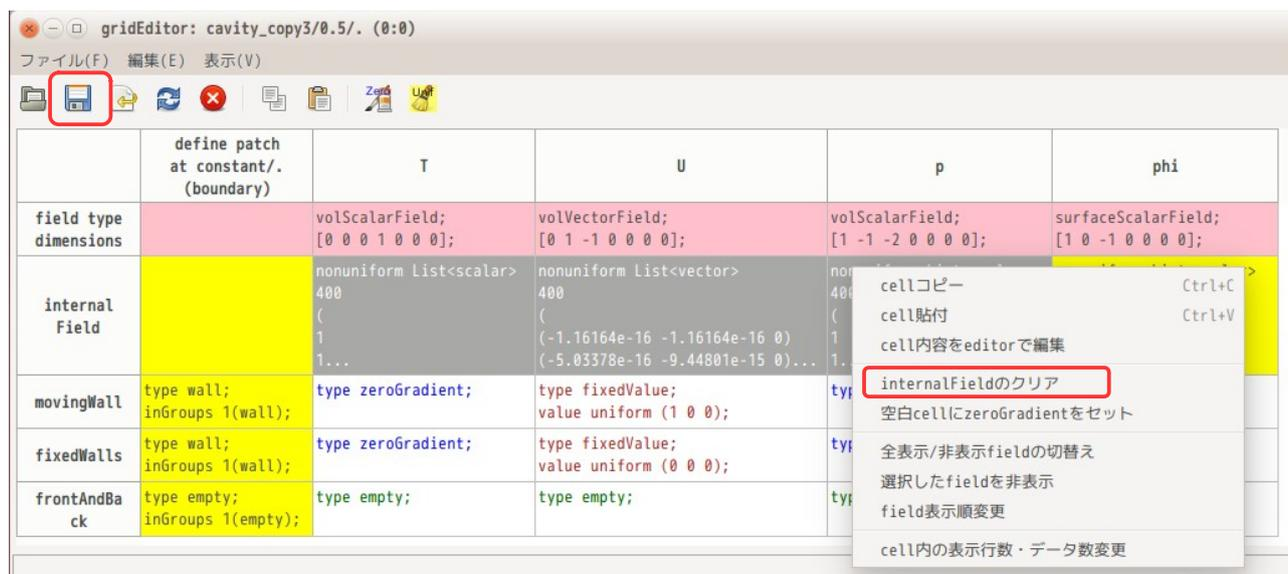 gridEditor: cavity_copy3/0.5/. (0:0)
ファイル(F) 編集(E) 表示(V)
Zero
Unif
define patch
at constant/.
(boundary)
T
U
p
phi
field type
dimensions
volScalarField;
[0 0 0 1 0 0 0];
volVectorField;
[0 1 -1 0 0 0 0];
volScalarField;
[1 -1 -2 0 0 0 0];
surfaceScalarField;
[1 0 -1 0 0 0 0];
internal
Field
nonuniform List<scalar>
400
(
1
1...
nonuniform List<vector>
400
(
(-1.16164e-16 -1.16164e-16 0)
(-5.03378e-16 -9.44801e-15 0)...
400
(
1
1..
>
movingWall
type wall;
inGroups 1(wall);
type zeroGradient;
type fixedValue;
value uniform (1 0 0);
fixedWalls
type wall;
inGroups 1(wall);
type zeroGradient;
type fixedValue;
value uniform (0 0 0);
frontAndBa
ck
type empty;
inGroups 1(empty);
type empty;
type empty;
cellコピー Ctrl+C
cell貼付 Ctrl+V
cell内容をeditorで編集
internalFieldのクリア
空白cellにzeroGradientをセット
全表示/非表示fieldの切替え
選択したfieldを非表示
field表示順変更
cell内の表示行数・データ数変更